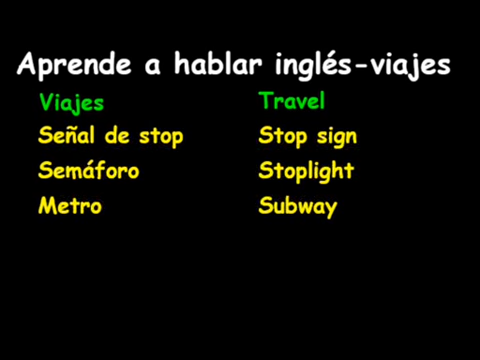 Aprende a hablar inglés-viajes
Viajes Travel
Señal de stop Stop sign
Semáforo Stoplight
Metro Subway